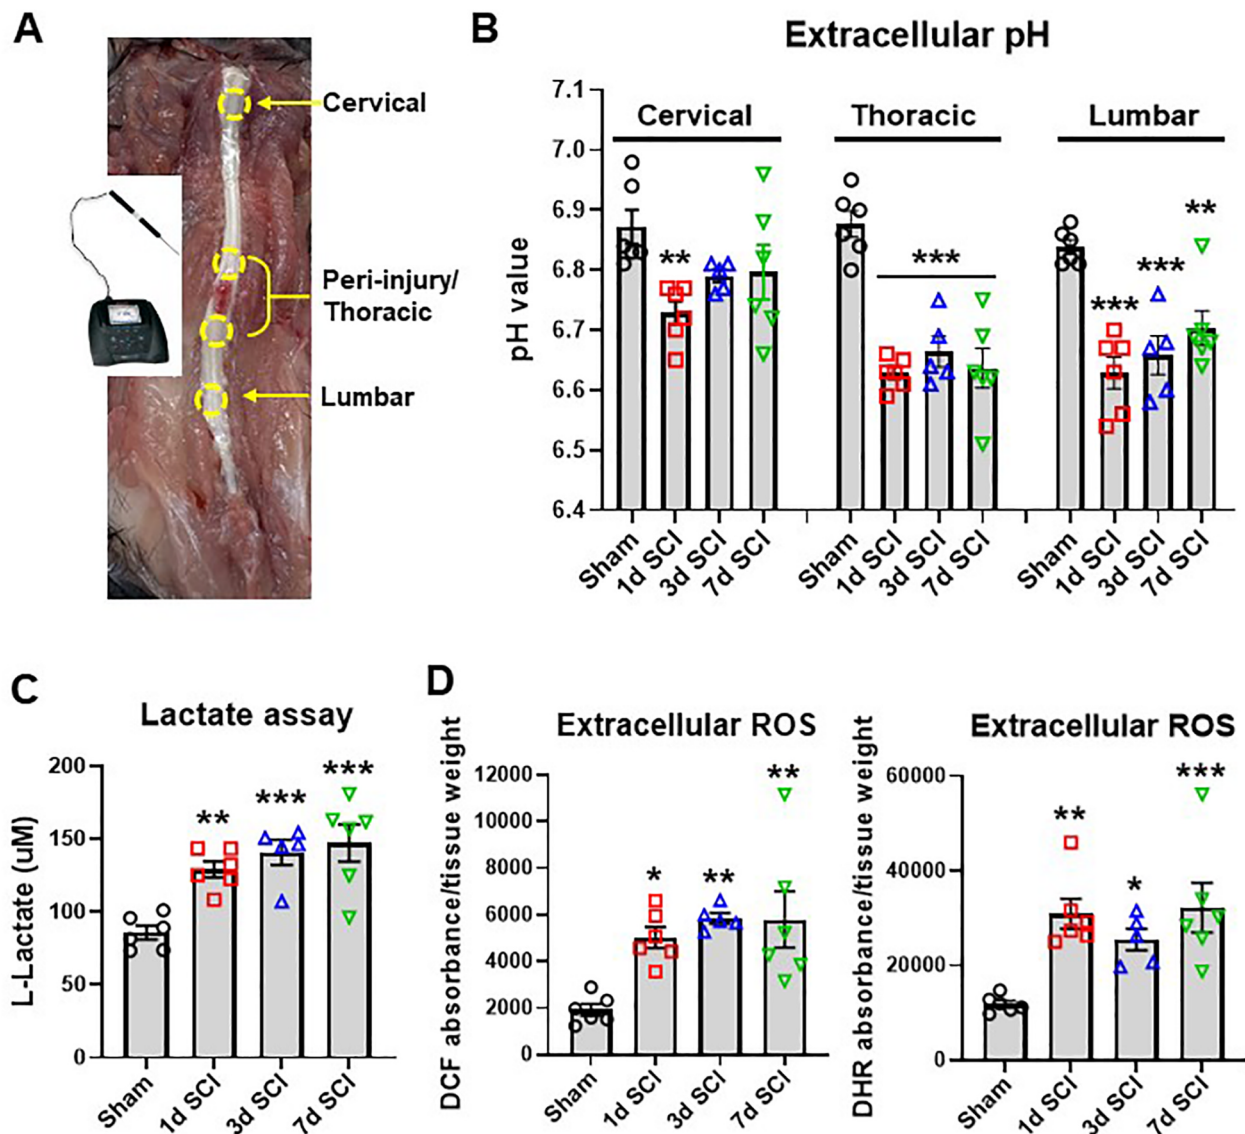 A
Cervical
Peri-injury/
Thoracic
Lumbar
B
Extracellular pH
pH value
7.1
7.0
6.9
6.8
6.7
6.6
6.5
6.4
Cervical
Thoracic
Lumbar
**
***
***
***
**
Sham
1d SCI
3d SCI
7d SCI
Sham
1d SCI
3d SCI
7d SCI
Sham
1d SCI
3d SCI
7d SCI
C
Lactate assay
L-Lactate (uM)
200
150
100
50
0
**
***
***
Sham
1d SCI
3d SCI
7d SCI
D
Extracellular ROS
DCF absorbance/tissue weight
12000
10000
8000
6000
4000
2000
0
*
**
**
Sham
1d SCI
3d SCI
7d SCI
Extracellular ROS
DHR absorbance/tissue weight
60000
40000
20000
0
**
*
***
Sham
1d SCI
3d SCI
7d SCI